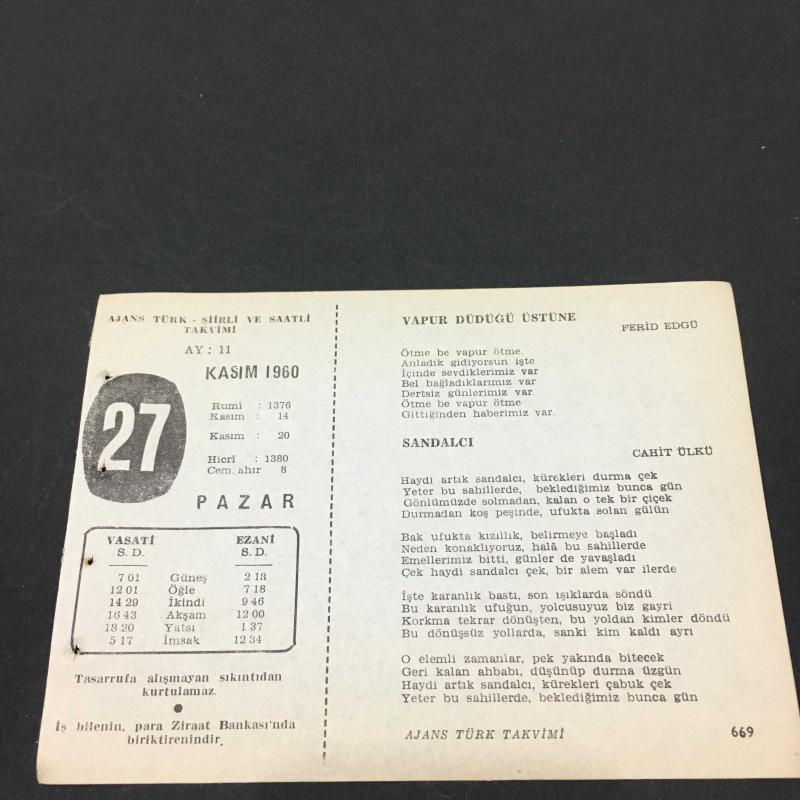 AJANS TÜRK - ŞİİRLİ VE SAATLİ
TAKVİMİ
AY : 11
KASIM 1960
27
Rumî : 1376
Kasım : 14
Kasım : 20
Hicrî : 1380
Cem. ahır 8
PAZAR
VASATİ EZANİ
S. D. S. D.
7 01 Güneş 2 18
12 01 Öğle 7 18
14 29 İkindi 9 46
16 43 Akşam 12 00
18 20 Yatsı 1 37
5 17 İmsak 12 34
Tasarrufa alışmayan sıkıntıdan
kurtulamaz.
İş bilenin, para Ziraat Bankası'nda
biriktirenindir.
VAPUR DÜDÜĞÜ ÜSTÜNE
FERİD EDGÜ
Ötme be vapur ötme.
Anladık gidiyorsun işte
İçinde sevdiklerimiz var
Bel bağladıklarımız var
Dertsiz günlerimiz var
Ötme be vapur ötme
Gittiğinden haberimiz var.
SANDALCI
CAHİT ÜLKÜ
Haydi artık sandalcı, kürekleri durma çek
Yeter bu sahillerde, beklediğimiz bunca gün
Gönlümüzde solmadan, kalan o tek bir çiçek
Durmadan koş peşinde, ufukta solan gülün
Bak ufukta kızıllık, belirmeye başladı
Neden konaklıyoruz, halâ bu sahillerde
Emellerimiz bitti, günler de yavaşladı
Çek haydi sandalcı çek, bir alem var ilerde
İşte karanlık bastı, son ışıklarda söndü
Bu karanlık ufuğun, yolcusuyuz biz gayri
Korkma tekrar dönüşten, bu yoldan kimler döndü
Bu dönüşsüz yollarda, sanki kim kaldı ayrı
O elemli zamanlar, pek yakında bitecek
Geri kalan ahbabı, düşünüp durma üzgün
Haydi artık sandalcı, kürekleri çabuk çek
Yeter bu sahillerde, beklediğimiz bunca gün
AJANS TÜRK TAKVİMİ 669